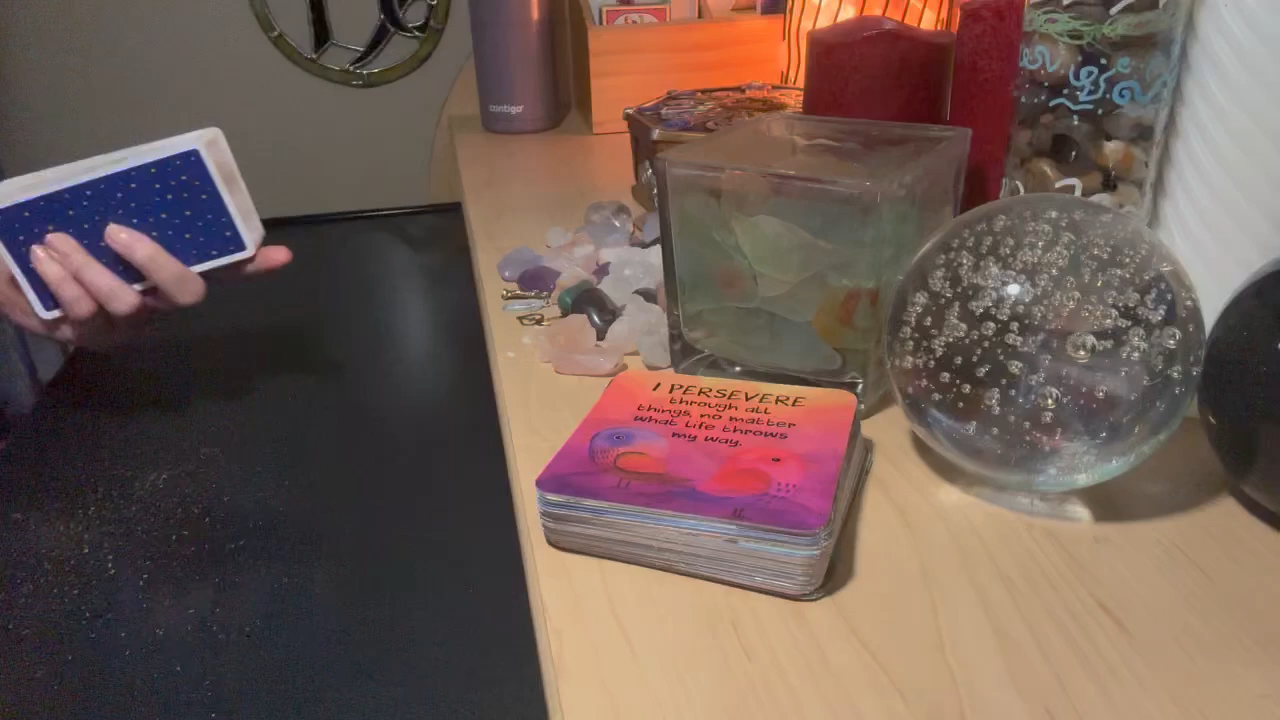 contigo
I PERSEVERE
through all
things, no matter
what life throws
my way.